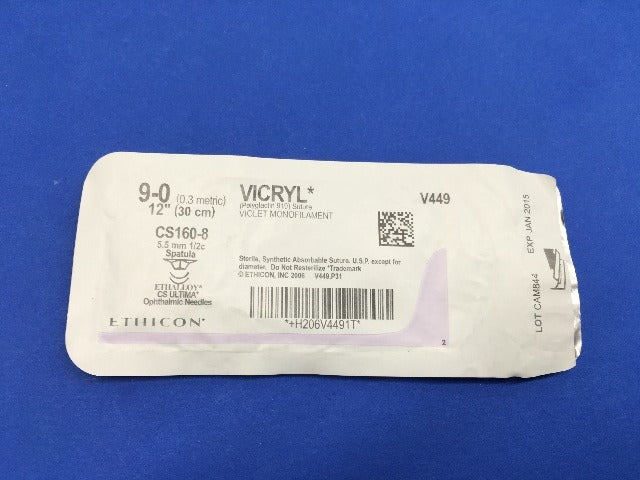 9-0 (0.3 metric)
12" (30 cm)
CS160-8
5.5 mm 1/2c
Spatula
ETHALLOY*
CS ULTIMA*
Ophthalmic Needles
ETHICON*
VICRYL*
(Polyglactin 910) Suture
VIOLET MONOFILAMENT
V449
Sterile, Synthetic Absorbable Suture, U.S.P. except for
diameter. Do Not Resterilize *Trademark
© ETHICON, INC 2006 V449.P31
*+H206V4491T*
2
LOT CAM844 EXP JAN 2015